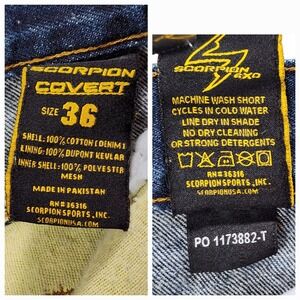 SCORPION
COVERT
SIZE 36
SHELL: 100% COTTON (DENIM)
LINING: 100% DUPONT KEVLAR
INNER SHELL: 100% POLYESTER
MESH
MADE IN PAKISTAN
RN# 36316
SCORPION SPORTS, INC.
SCORPIONUSA.COM
SCORPION
EXO
MACHINE WASH SHORT
CYCLES IN COLD WATER
LINE DRY IN SHADE
NO DRY CLEANING
OR STRONG DETERGENTS
RN# 36316
SCORPION SPORTS, INC.
SCORPIONUSA.COM
PO 1173882-T